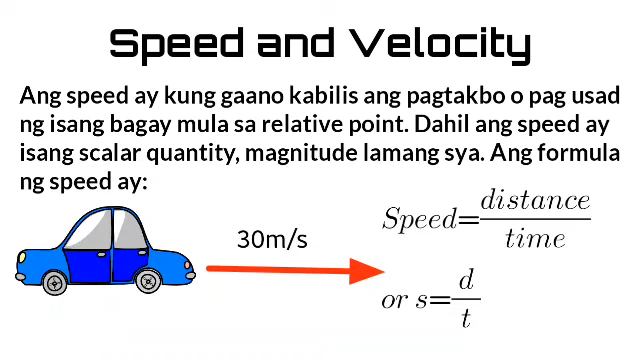 Speed and Velocity
Ang speed ay kung gaano kabilis ang pagtakbo o pag usad
ng isang bagay mula sa relative point. Dahil ang speed ay
isang scalar quantity, magnitude lamang sya. Ang formula
ng speed ay:
30m/s
Speed=distance/time
or s=d/t